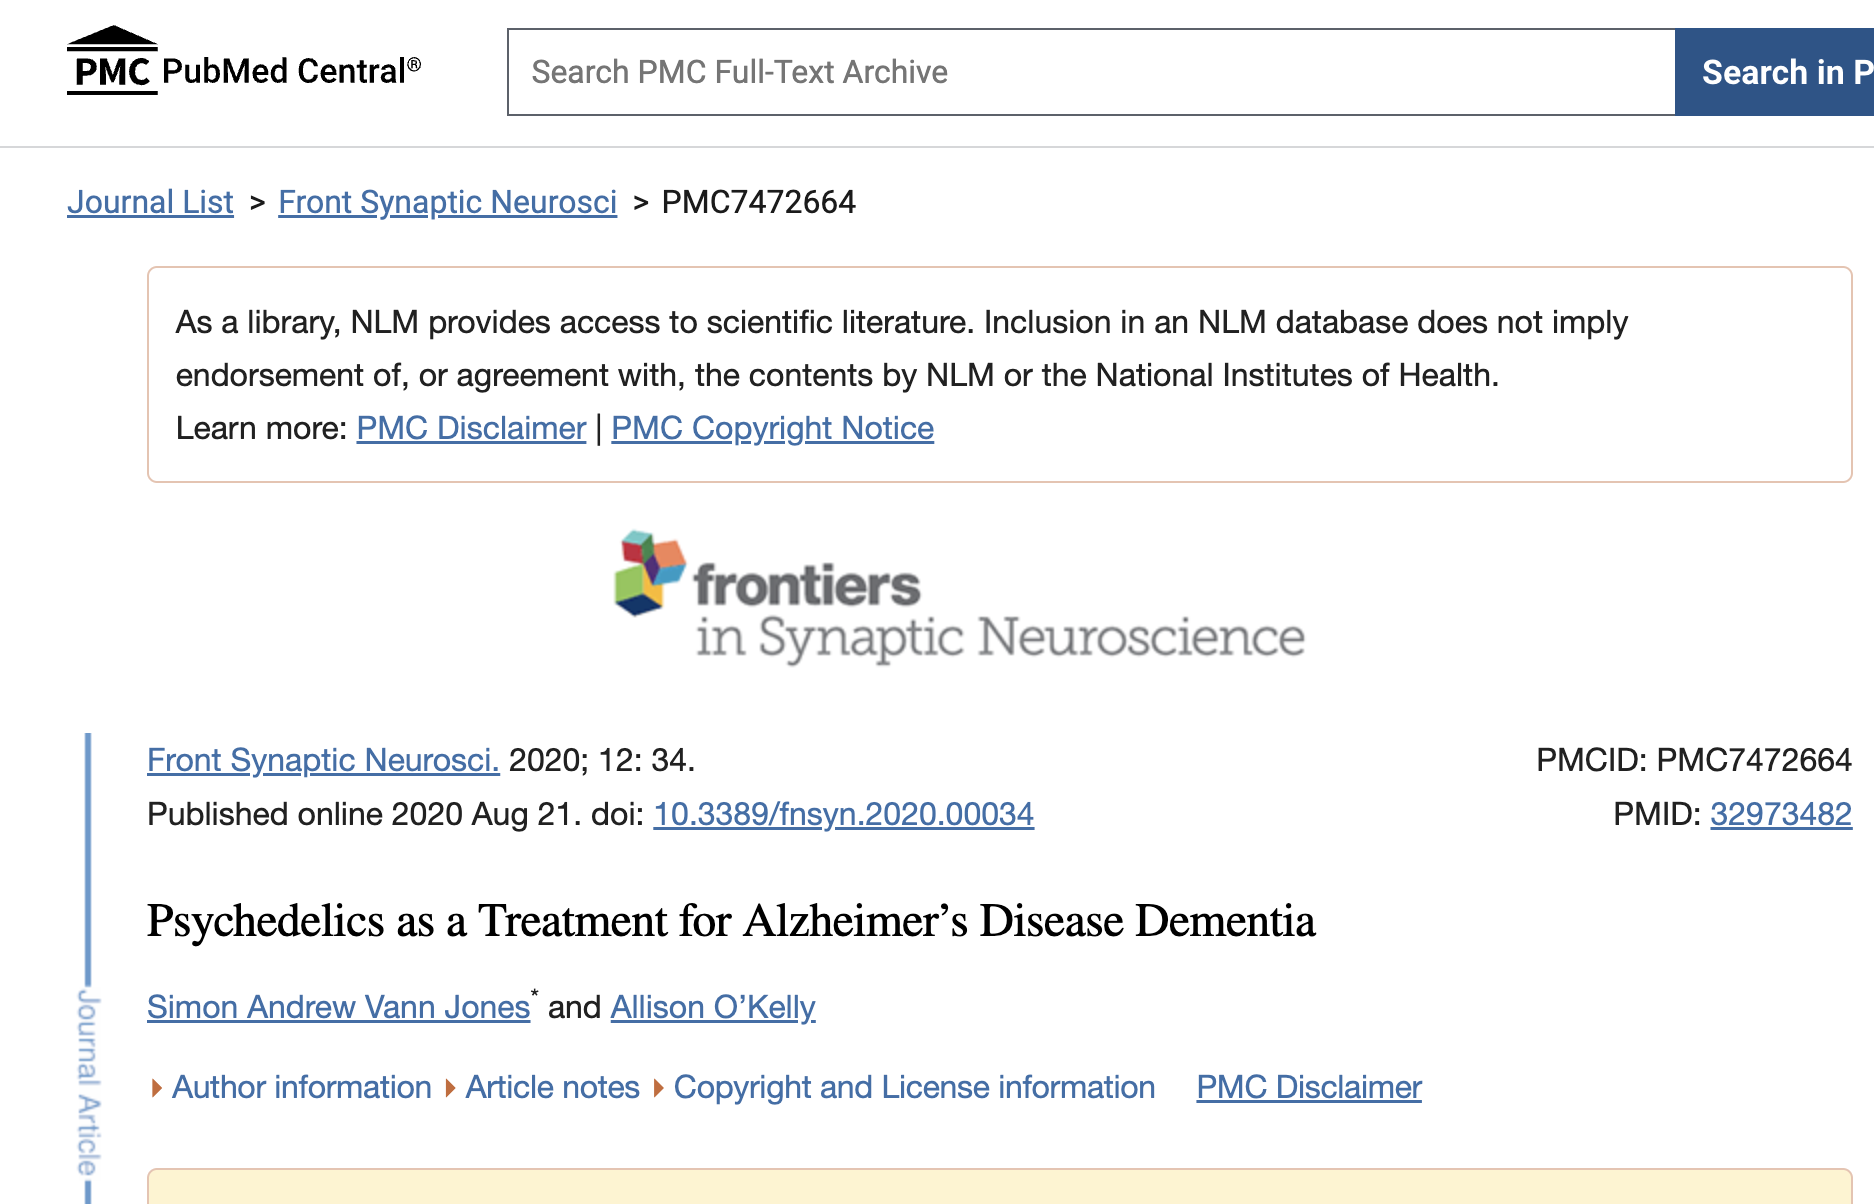 PMC PubMed Central®
Search PMC Full-Text Archive
Search in P
Journal List > Front Synaptic Neurosci > PMC7472664
As a library, NLM provides access to scientific literature. Inclusion in an NLM database does not imply
endorsement of, or agreement with, the contents by NLM or the National Institutes of Health.
Learn more: PMC Disclaimer | PMC Copyright Notice
frontiers
in Synaptic Neuroscience
Front Synaptic Neurosci. 2020; 12: 34.
PMCID: PMC7472664
Published online 2020 Aug 21. doi: 10.3389/fnsyn.2020.00034
PMID: 32973482
Psychedelics as a Treatment for Alzheimer’s Disease Dementia
Simon Andrew Vann Jones* and Allison O’Kelly
Author information Article notes Copyright and License information PMC Disclaimer
Journal Article